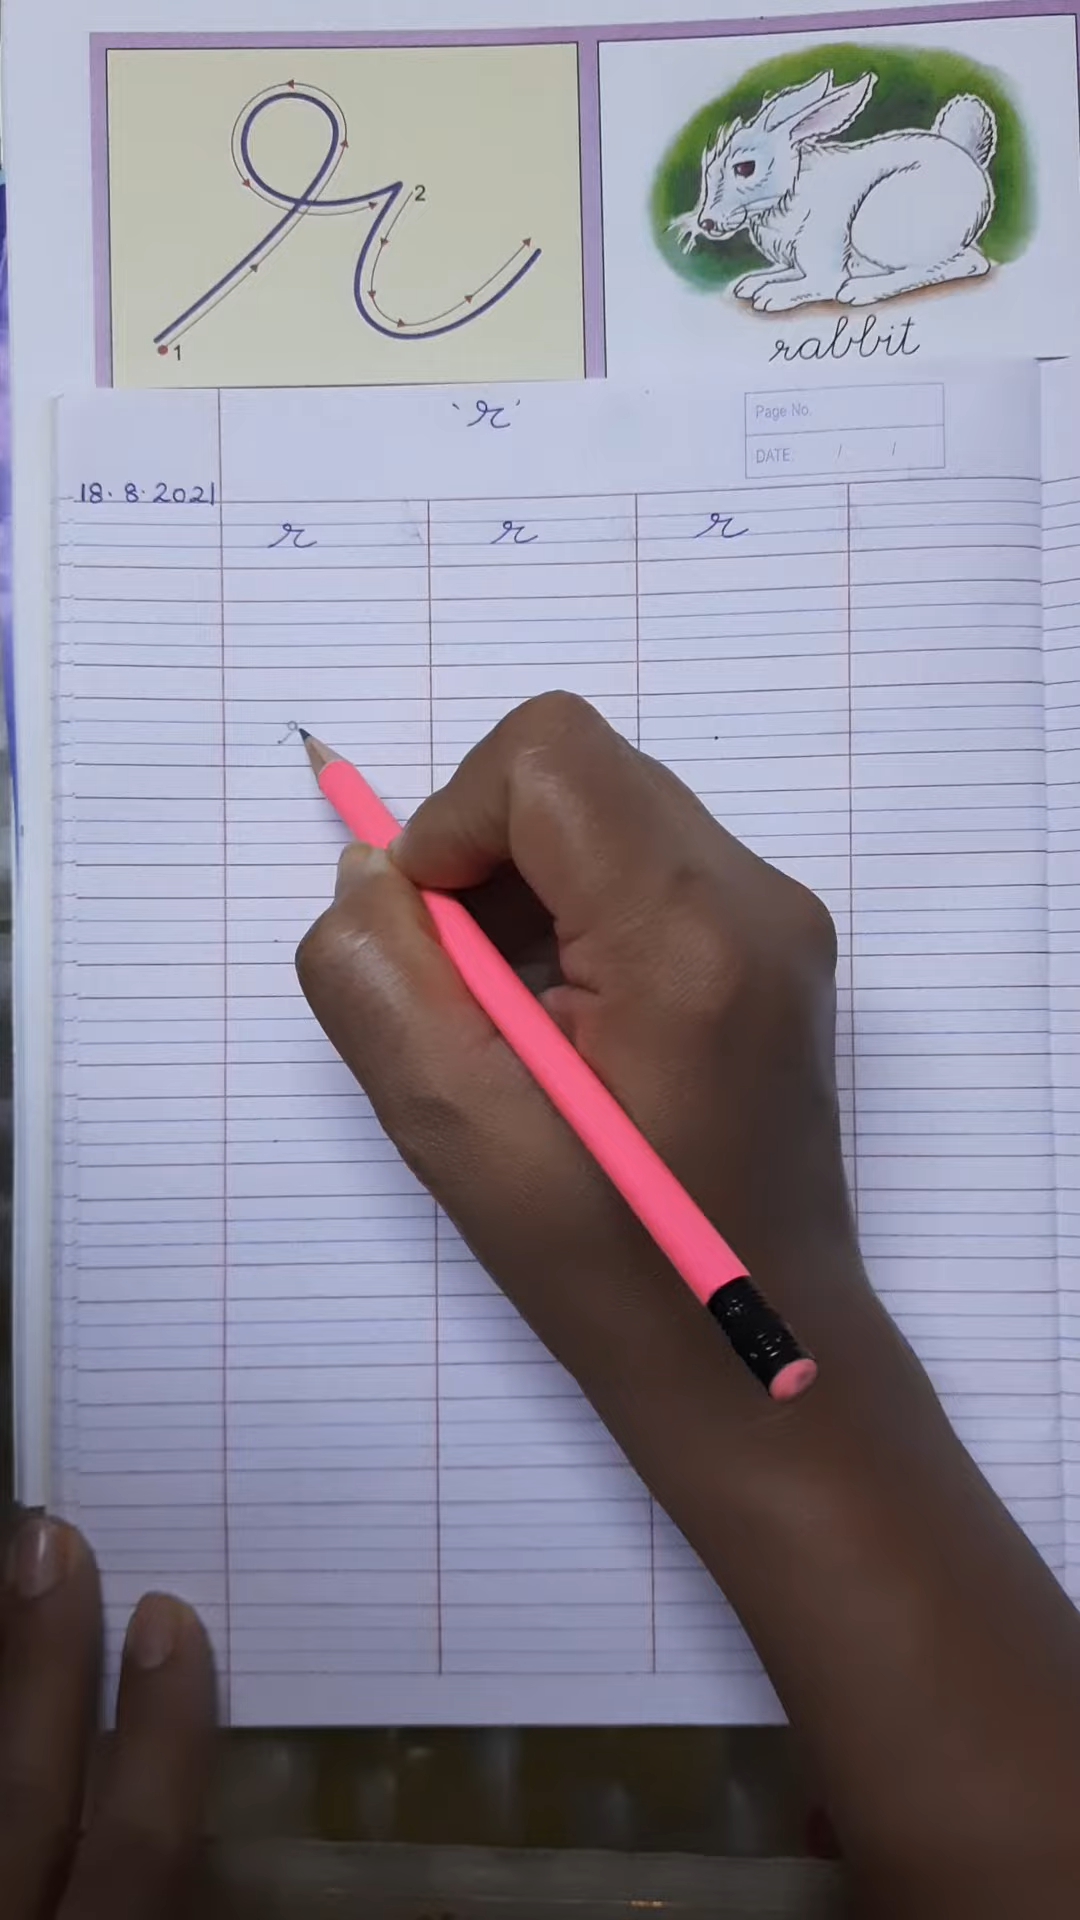 r
2
1
rabbit
'r'
Page No.
DATE: / /
18.8.2021
r r r